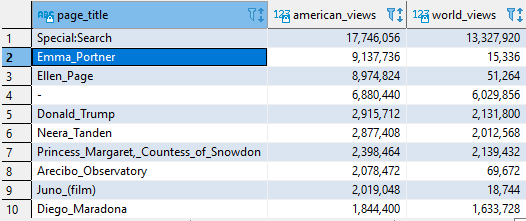 page_title american_views world_views
1 Special:Search 17,746,056 13,327,920
2 Emma_Portner 9,137,736 15,336
3 Ellen_Page 8,974,824 51,264
4 - 6,880,440 6,029,856
5 Donald_Trump 2,915,712 2,131,800
6 Neera_Tanden 2,877,408 2,012,568
7 Princess_Margaret,_Countess_of_Snowdon 2,398,464 2,139,432
8 Arecibo_Observatory 2,078,472 69,672
9 Juno_(film) 2,019,048 18,744
10 Diego_Maradona 1,844,400 1,633,728